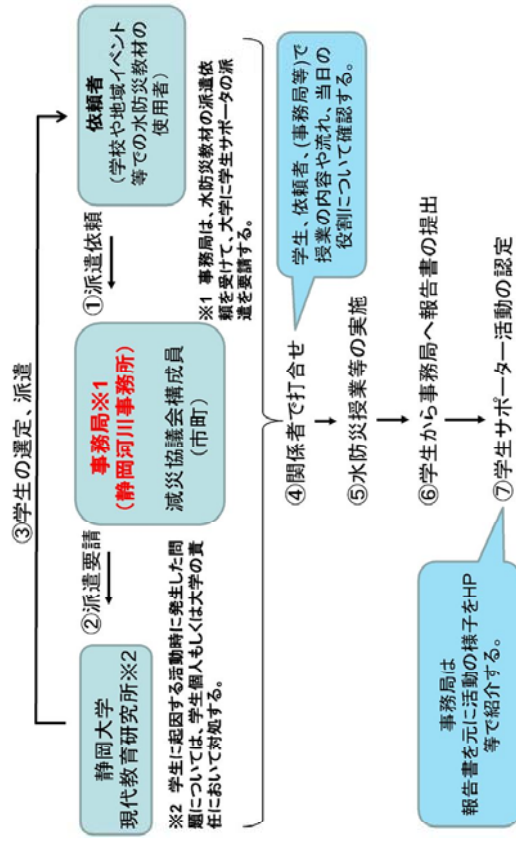 ③学生の選定、派遣
静岡大学
現代教育研究所※2
②派遣要請
事務局※1
(静岡河川事務所)
減災協議会構成員
(市町)
①派遣依頼
依頼者
(学校や地域イベント
等での水防災教材の
使用者)
※2 学生に起因する活動時に発生した問
題については、学生個人もしくは大学の責
任において対処する。
※1 事務局は、水防災教材の派遣依
頼を受けて、大学に学生サポータの派
遣を要請する。
④関係者で打合せ
学生、依頼者、(事務局等)で
授業の内容や流れ、当日の
役割について確認する。
⑤水防災授業等の実施
⑥学生から事務局へ報告書の提出
⑦学生サポーター活動の認定
事務局は
報告書を元に活動の様子をHP
等で紹介する。